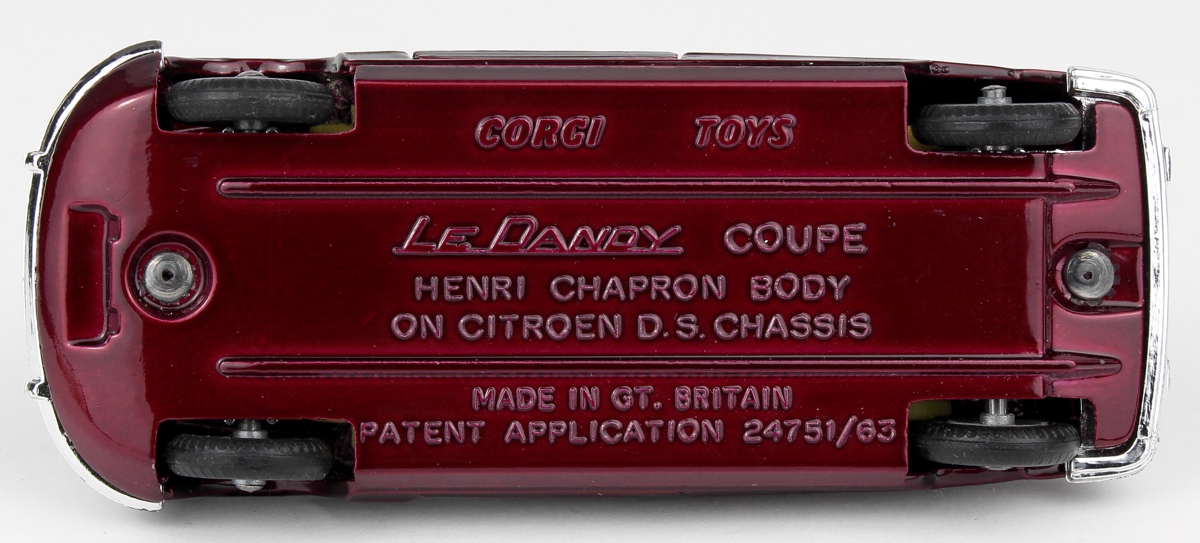 CORGI TOYS
Le Dandy COUPE
HENRI CHAPRON BODY
ON CITROEN D.S. CHASSIS
MADE IN GT. BRITAIN
PATENT APPLICATION 24751/63